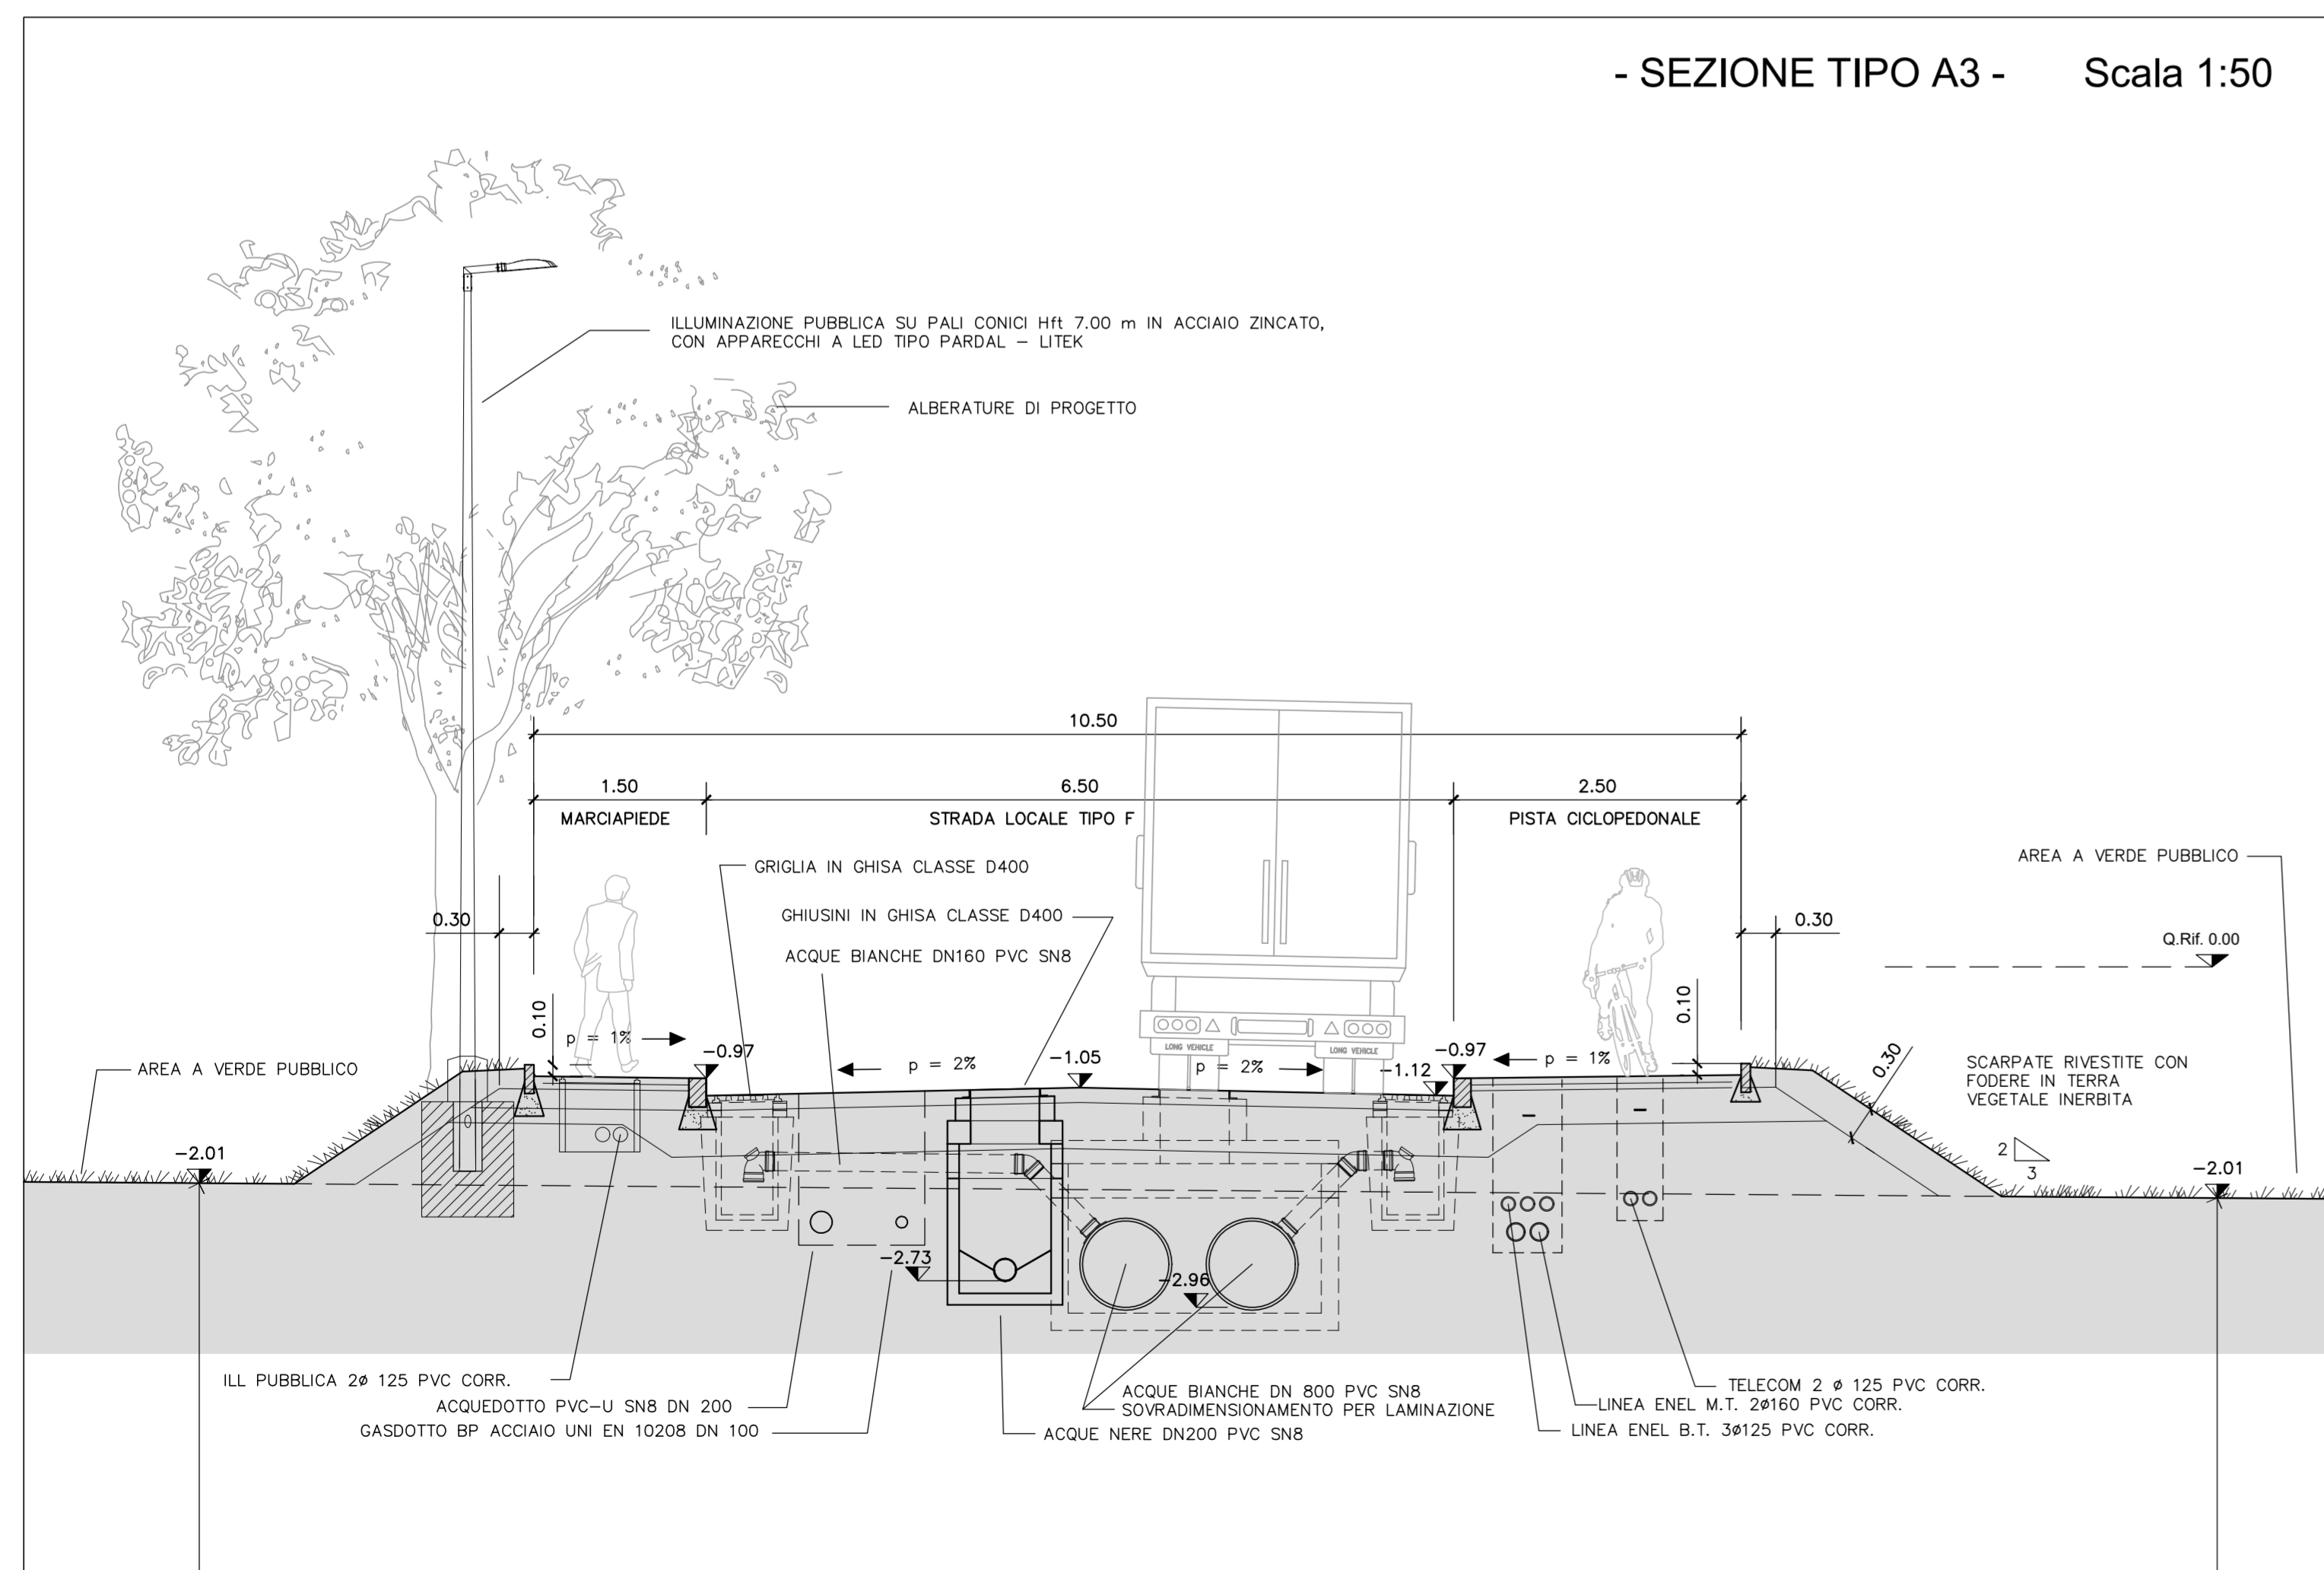 - SEZIONE TIPO A3 - Scala 1:50
ILLUMINAZIONE PUBBLICA SU PALI CONICI Hft 7.00 m IN ACCIAIO ZINCATO,
CON APPARECCHI A LED TIPO PARDAL – LITEK
ALBERATURE DI PROGETTO
10.50
1.50 6.50 2.50
MARCIAPIEDE STRADA LOCALE TIPO F PISTA CICLOPEDONALE
GRIGLIA IN GHISA CLASSE D400
AREA A VERDE PUBBLICO
GHIUSINI IN GHISA CLASSE D400
0.30 0.30
Q.Rif. 0.00
ACQUE BIANCHE DN160 PVC SN8
0.10 0.10
p = 1%
LONG VEHICLE LONG VEHICLE
-0.97 -1.05 -0.97
p = 2% p = 2% p = 1%
-1.12
0.30
AREA A VERDE PUBBLICO
SCARPATE RIVESTITE CON
FODERE IN TERRA
VEGETALE INERBITA
2
3
-2.01 -2.01
-2.73
-2.96
ILL PUBBLICA 2ø 125 PVC CORR.
ACQUEDOTTO PVC-U SN8 DN 200
GASDOTTO BP ACCIAIO UNI EN 10208 DN 100
ACQUE BIANCHE DN 800 PVC SN8
SOVRADIMENSIONAMENTO PER LAMINAZIONE
ACQUE NERE DN200 PVC SN8
TELECOM 2 ø 125 PVC CORR.
LINEA ENEL M.T. 2ø160 PVC CORR.
LINEA ENEL B.T. 3ø125 PVC CORR.